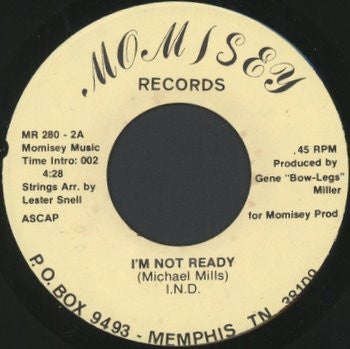 MOMISEY
RECORDS
MR 280 - 2A
Momisey Music
Time Intro: 002
4:28
Strings Arr. by
Lester Snell
ASCAP
.45 RPM
Produced by
Gene "Bow-Legs"
Miller
for Momisey Prod
I'M NOT READY
(Michael Mills)
I.N.D.
P.O. BOX 9493 - MEMPHIS TN 38109